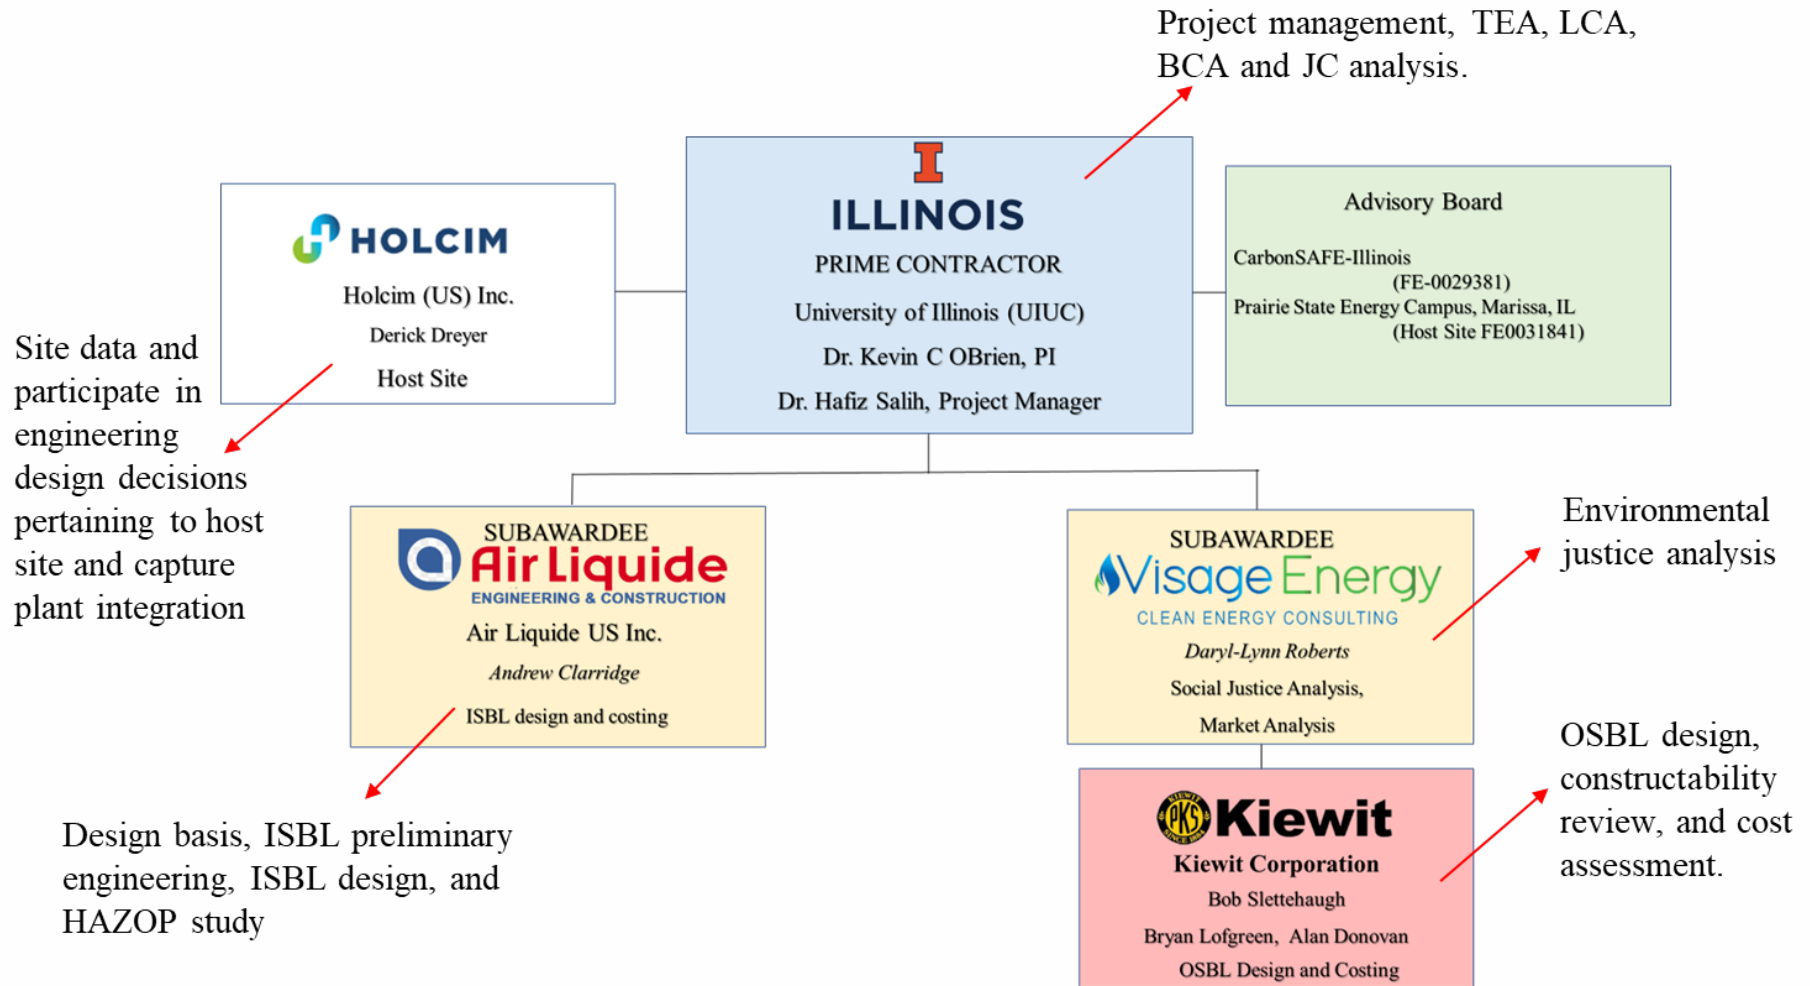 Project management, TEA, LCA,
BCA and JC analysis.
ILLINOIS
PRIME CONTRACTOR
University of Illinois (UIUC)
Dr. Kevin C OBrien, PI
Dr. Hafiz Salih, Project Manager
HOLCIM
Holcim (US) Inc.
Derick Dreyer
Host Site
Advisory Board
CarbonSAFE-Illinois
(FE-0029381)
Prairie State Energy Campus, Marissa, IL
(Host Site FE0031841)
Site data and
participate in
engineering
design decisions
pertaining to host
site and capture
plant integration
SUBAWARDEE
Air Liquide
ENGINEERING & CONSTRUCTION
Air Liquide US Inc.
Andrew Clarridge
ISBL design and costing
Design basis, ISBL preliminary
engineering, ISBL design, and
HAZOP study
SUBAWARDEE
Visage Energy
CLEAN ENERGY CONSULTING
Daryl-Lynn Roberts
Social Justice Analysis,
Market Analysis
Environmental
justice analysis
KIEWIT
PKS
SINCE 1884
Kiewit
Kiewit Corporation
Bob Slettehaugh
Bryan Lofgreen, Alan Donovan
OSBL Design and Costing
OSBL design,
constructability
review, and cost
assessment.